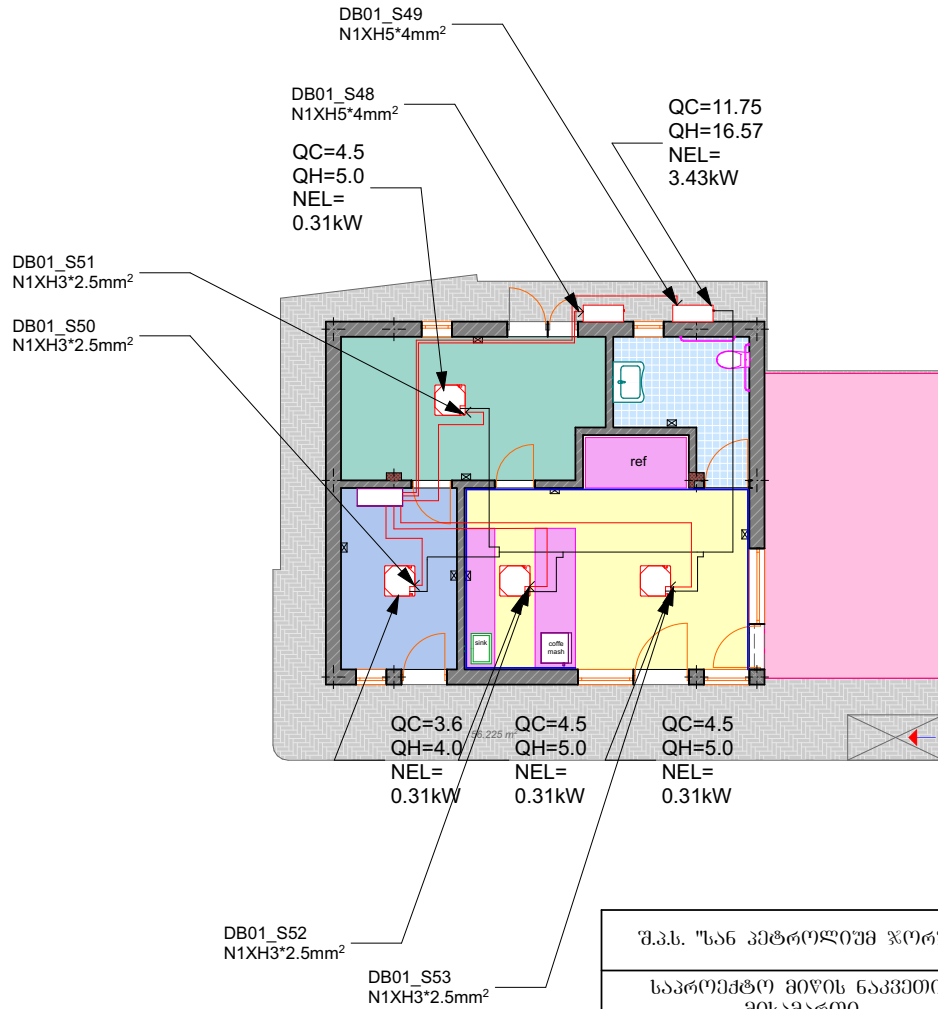 DB01_S49
N1XH5*4mm²
DB01_S48
N1XH5*4mm²
QC=11.75
QH=16.57
NEL=
3.43kW
QC=4.5
QH=5.0
NEL=
0.31kW
DB01_S51
N1XH3*2.5mm²
DB01_S50
N1XH3*2.5mm²
ref
sink
coffe
mash
QC=3.6
QH=4.0
NEL=
0.31kW
56.225 m²
QC=4.5
QH=5.0
NEL=
0.31kW
QC=4.5
QH=5.0
NEL=
0.31kW
DB01_S52
N1XH3*2.5mm²
DB01_S53
N1XH3*2.5mm²
შ.პ.ს. "სან პეტროლიუმ ჯორ
საპროექტო მიწის ნაკვეთი
მისამართი